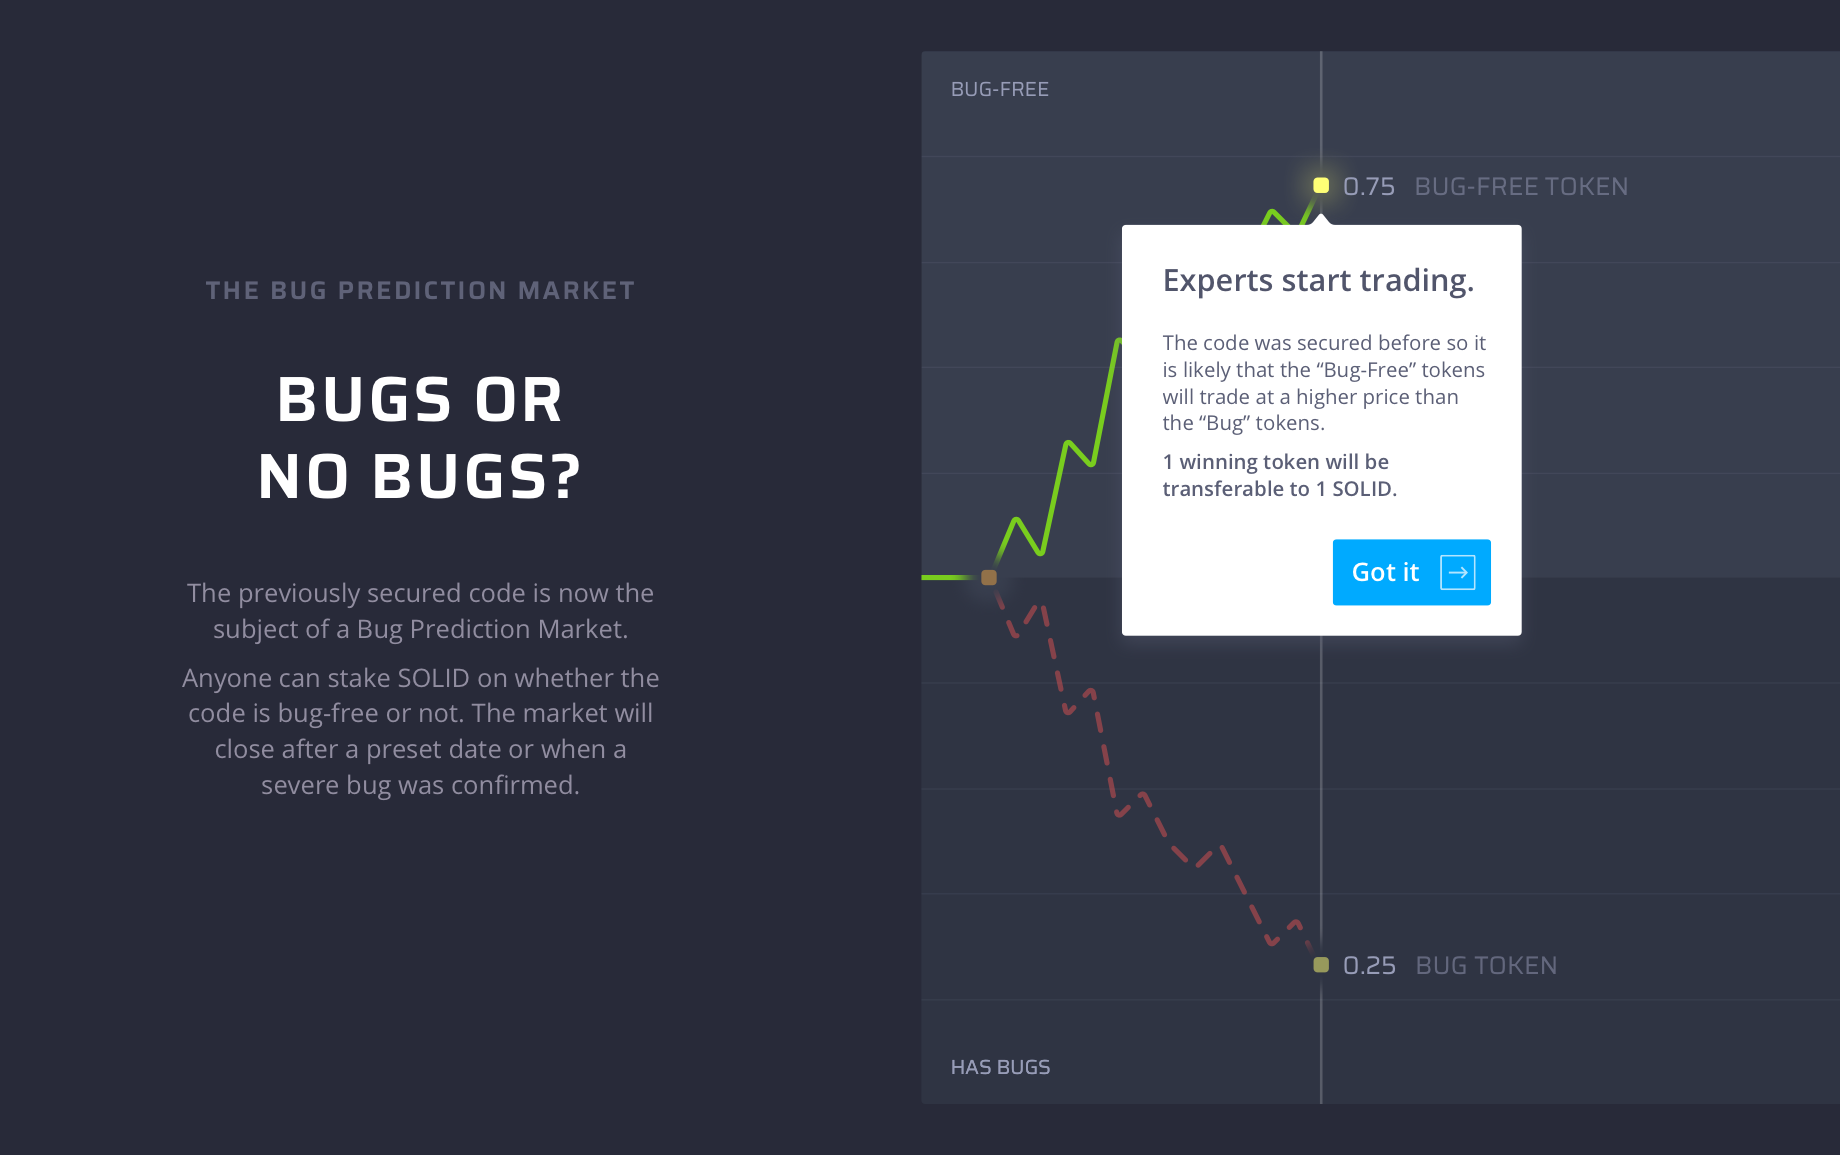 THE BUG PREDICTION MARKET
BUGS OR
NO BUGS?
The previously secured code is now the
subject of a Bug Prediction Market.
Anyone can stake SOLID on whether the
code is bug-free or not. The market will
close after a preset date or when a
severe bug was confirmed.
BUG-FREE
0.75 BUG-FREE TOKEN
Experts start trading.
The code was secured before so it
is likely that the “Bug-Free” tokens
will trade at a higher price than
the “Bug” tokens.
1 winning token will be
transferable to 1 SOLID.
Got it
0.25 BUG TOKEN
HAS BUGS